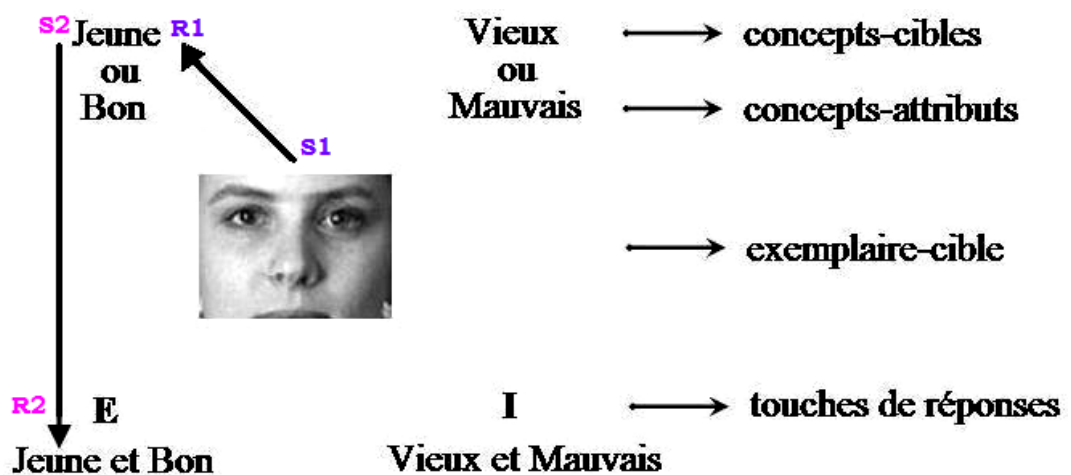 S2 Jeune R1 Vieux concepts-cibles
ou ou
Bon Mauvais concepts-attributs
S1
exemplaire-cible
R2 E I touches de réponses
Jeune et Bon Vieux et Mauvais